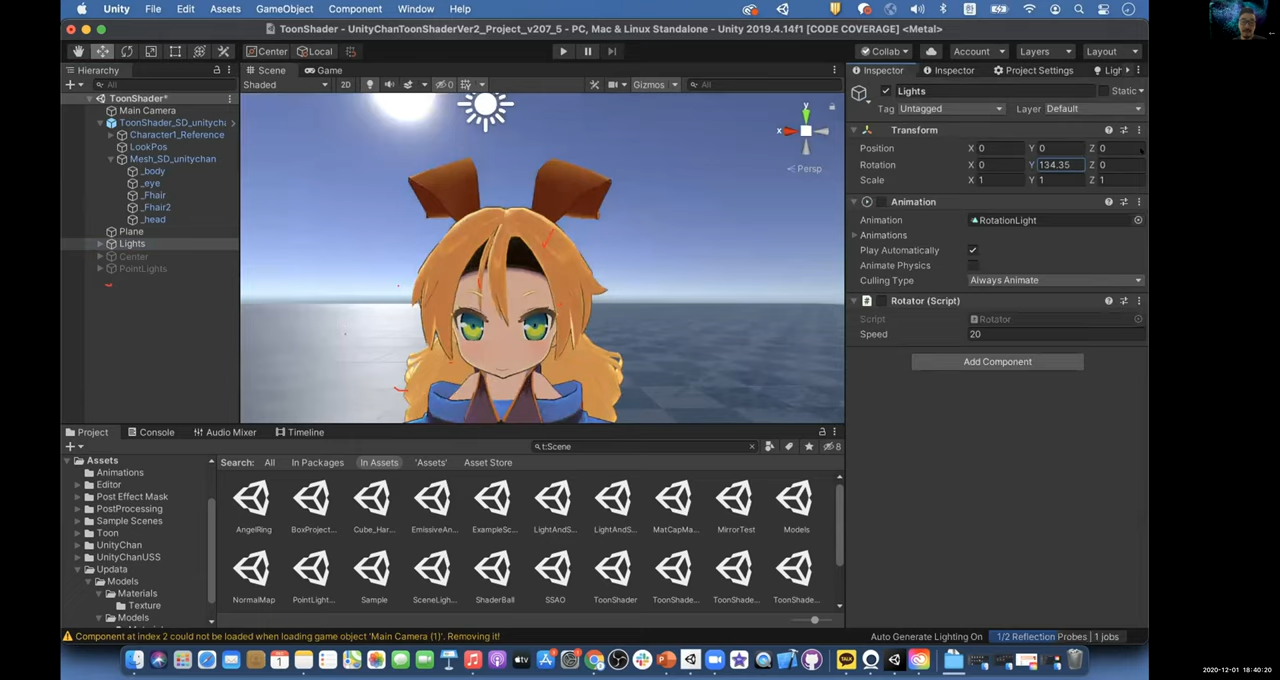 Unity File Edit Assets GameObject Component Window Help
ToonShader - UnityChanToonShaderVer2_Project_v207_5 - PC, Mac & Linux Standalone - Unity 2019.4.14f1 [CODE COVERAGE] <Metal>
Center Local Collab Account Layers Layout
Hierarchy
All
ToonShader*
Main Camera
ToonShader_SD_unitycha
Character1_Reference
LookPos
Mesh_SD_unitychan
_body
_eye
_Fhair
_Fhair2
_head
Plane
Lights
Center
PointLights
Scene Game
Shaded 2D 0 Gizmos All
y
x
Persp
Inspector Inspector Project Settings Ligh
Lights Static
Tag Untagged Layer Default
Transform
Position X 0 Y 0 Z 0
Rotation X 0 Y 134.35 Z 0
Scale X 1 Y 1 Z 1
Animation
Animation RotationLight
Animations
Play Automatically
Animate Physics
Culling Type Always Animate
Rotator (Script)
Script Rotator
Speed 20
Add Component
Project Console Audio Mixer Timeline
t:Scene 8
Assets
Animations
Editor
Post Effect Mask
PostProcessing
Sample Scenes
Toon
UnityChan
UnityChanUSS
Updata
Models
Materials
Texture
Models
Search: All In Packages In Assets 'Assets' Asset Store
AngelRing BoxProject... Cube_Har... EmissiveAn... ExampleSc... LightAndS... LightAndS... MatCapMa... MirrorTest Models
NormalMap PointLight... Sample SceneLigh... ShaderBall SSAO ToonShader ToonShade... ToonShade... ToonShade...
Component at index 2 could not be loaded when loading game object 'Main Camera (1)'. Removing it!
Auto Generate Lighting On 1/2 Reflection Probes | 1 jobs
2020-12-01 18:40:20